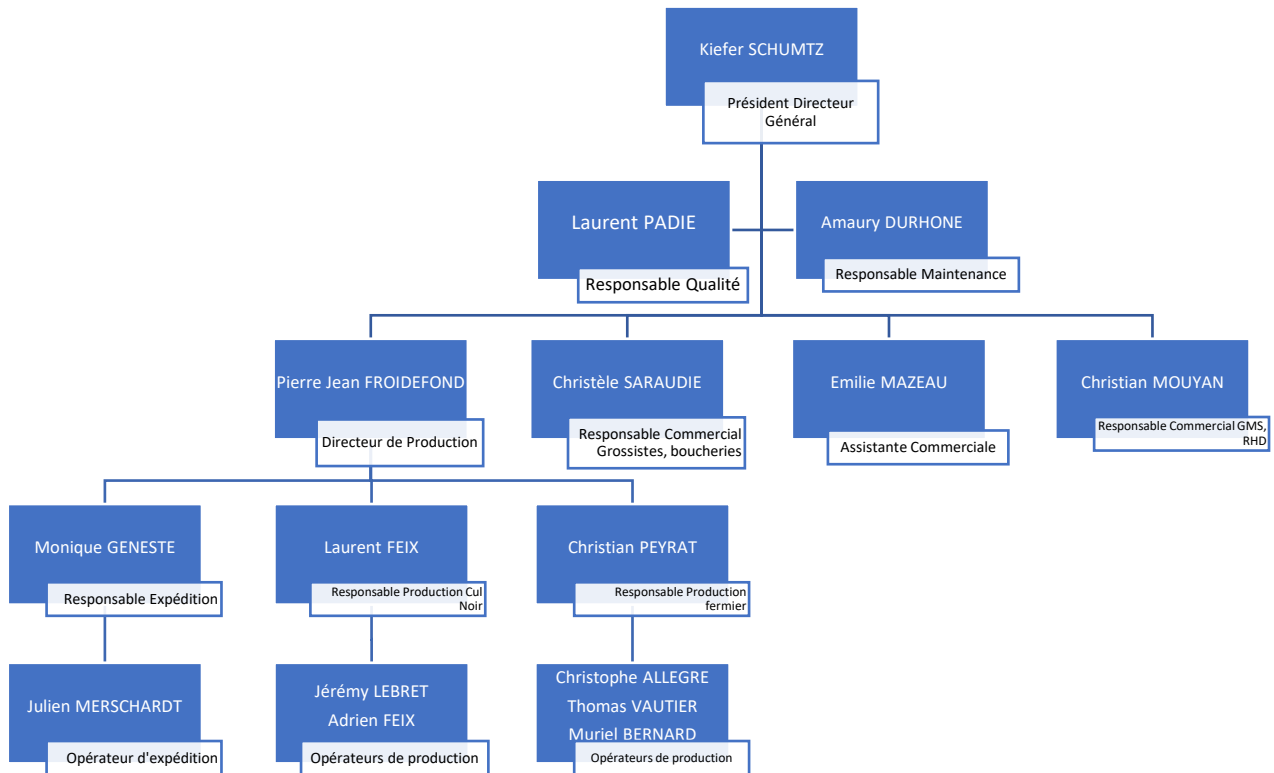 Kiefer SCHUMTZ
Président Directeur
Général
Laurent PADIE
Responsable Qualité
Amaury DURHONE
Responsable Maintenance
Pierre Jean FROIDEFOND
Directeur de Production
Christèle SARAUDIE
Responsable Commercial
Grossistes, boucheries
Emilie MAZEAU
Assistante Commerciale
Christian MOUYAN
Responsable Commercial GMS,
RHD
Monique GENESTE
Responsable Expédition
Laurent FEIX
Responsable Production Cul
Noir
Christian PEYRAT
Responsable Production
fermier
Julien MERSCHARDT
Opérateur d'expédition
Jérémy LEBRET
Adrien FEIX
Opérateurs de production
Christophe ALLEGRE
Thomas VAUTIER
Muriel BERNARD
Opérateurs de production